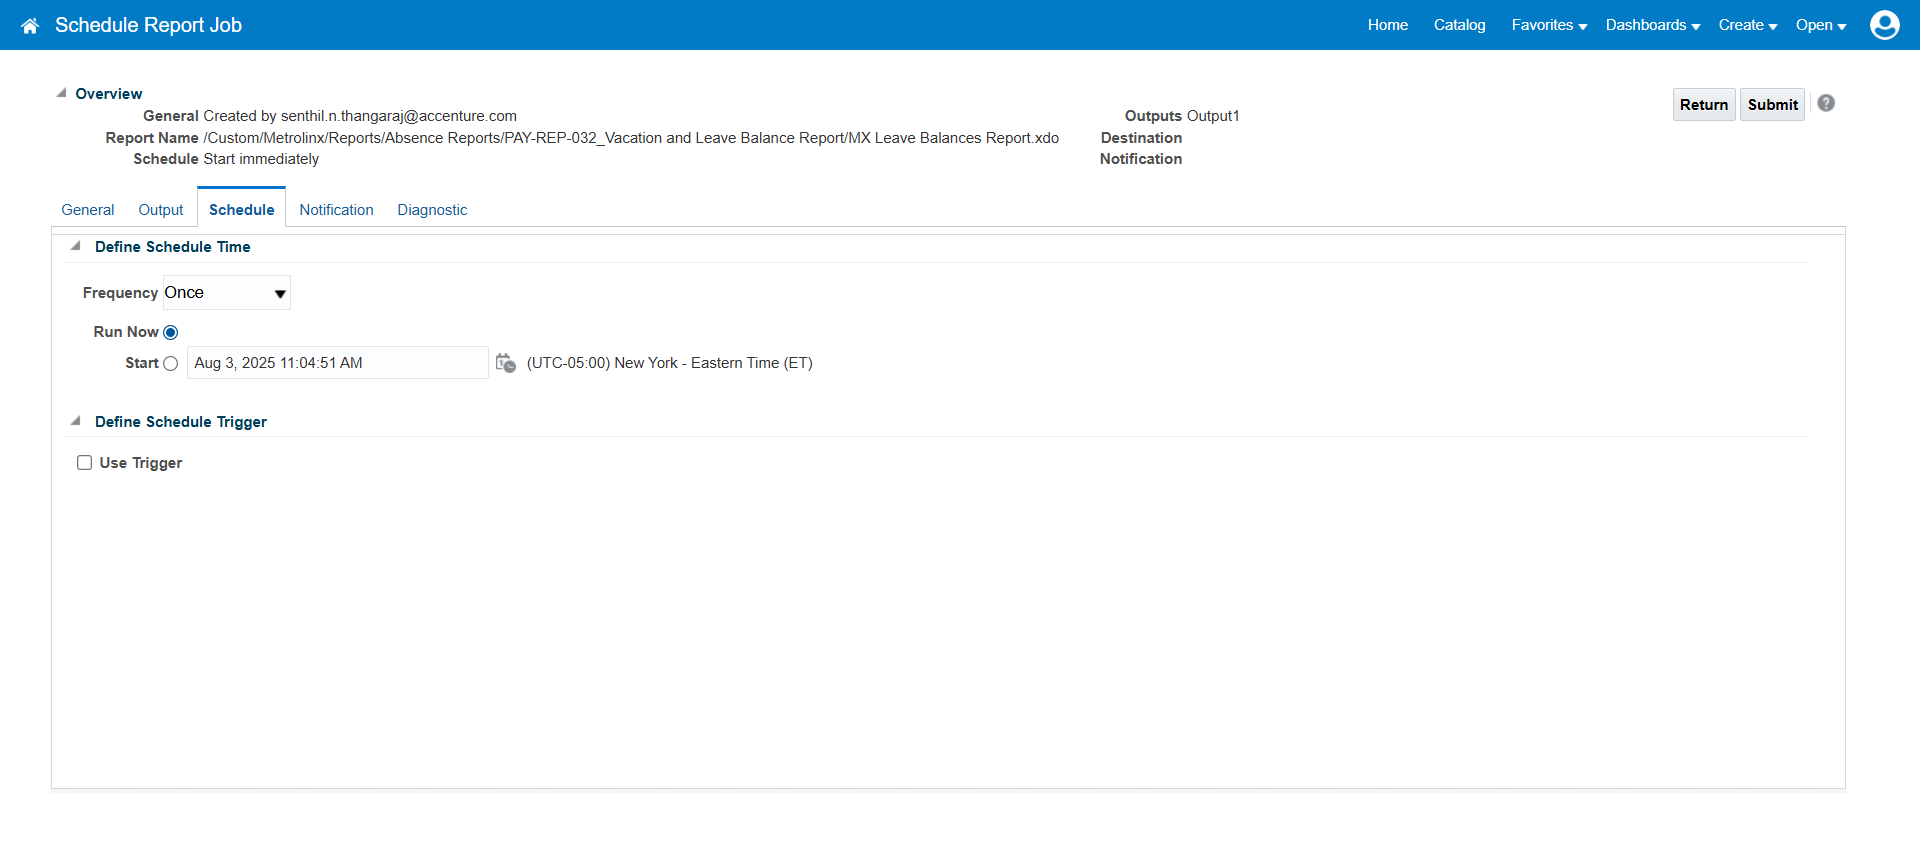 Schedule Report Job
Home Catalog Favorites Dashboards Create Open
Overview
Return Submit ?
General Created by senthil.n.thangaraj@accenture.com
Outputs Output1
Report Name /Custom/Metrolinx/Reports/Absence Reports/PAY-REP-032_Vacation and Leave Balance Report/MX Leave Balances Report.xdo
Destination
Schedule Start immediately
Notification
General Output Schedule Notification Diagnostic
Define Schedule Time
Frequency Once
Run Now
Start Aug 3, 2025 11:04:51 AM (UTC-05:00) New York - Eastern Time (ET)
Define Schedule Trigger
Use Trigger